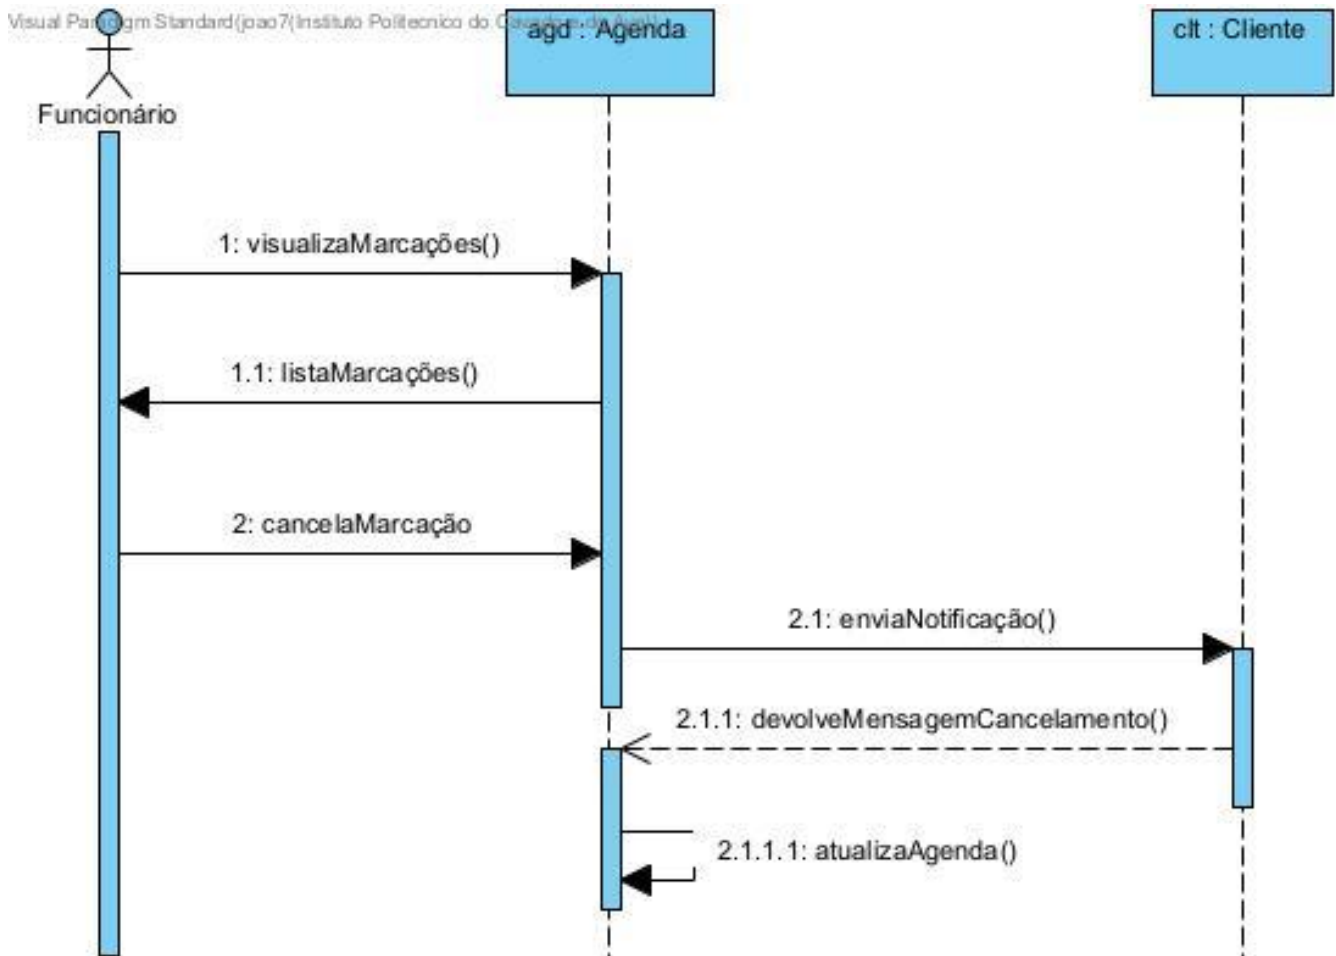 Visual Paradigm Standard(joao7(Instituto Politecnico do
agd : Agenda
clt : Cliente
Funcionário
1: visualizaMarcações()
1.1: listaMarcações()
2: cancelaMarcação
2.1: enviaNotificação()
2.1.1: devolveMensagemCancelamento()
2.1.1.1: atualizaAgenda()